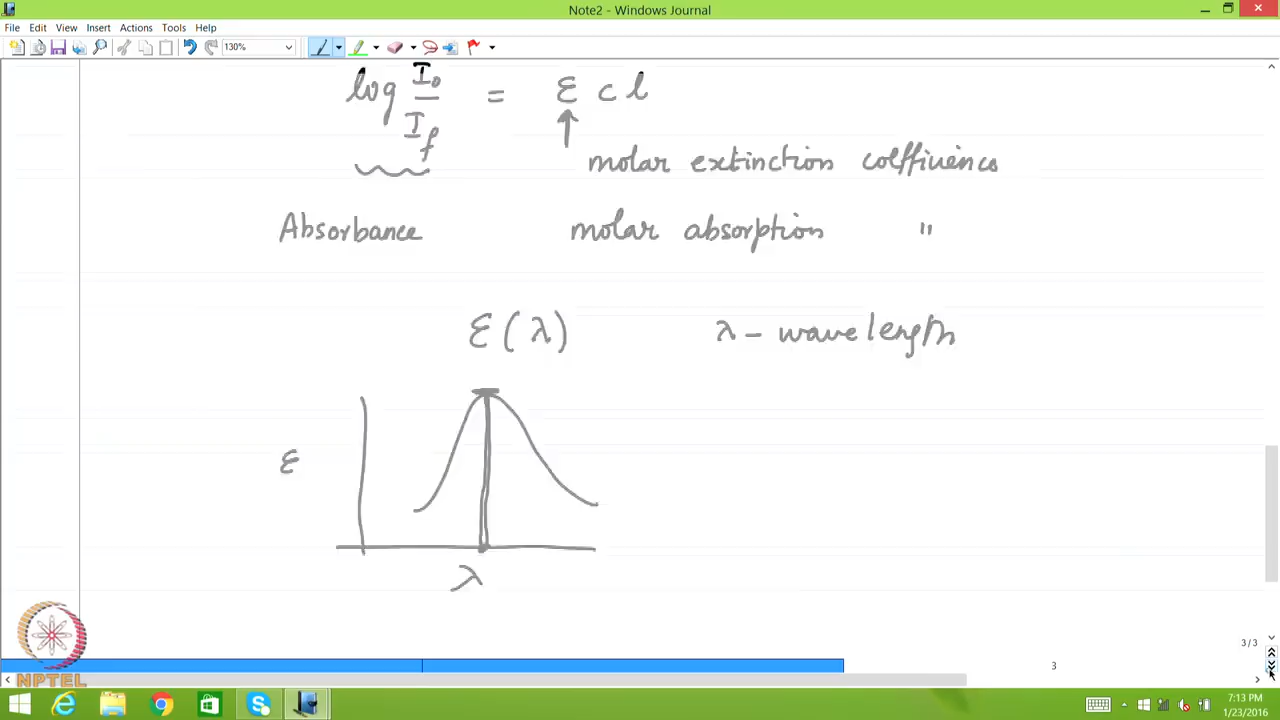 Note2 - Windows Journal
File Edit View Insert Actions Tools Help
130%
log I₀/I_f = ε c l
molar extinction coefficients
Absorbance molar absorption "
ε(λ) λ - wavelength
ε
λ
3/3
3
NPTEL
7:13 PM
1/23/2016